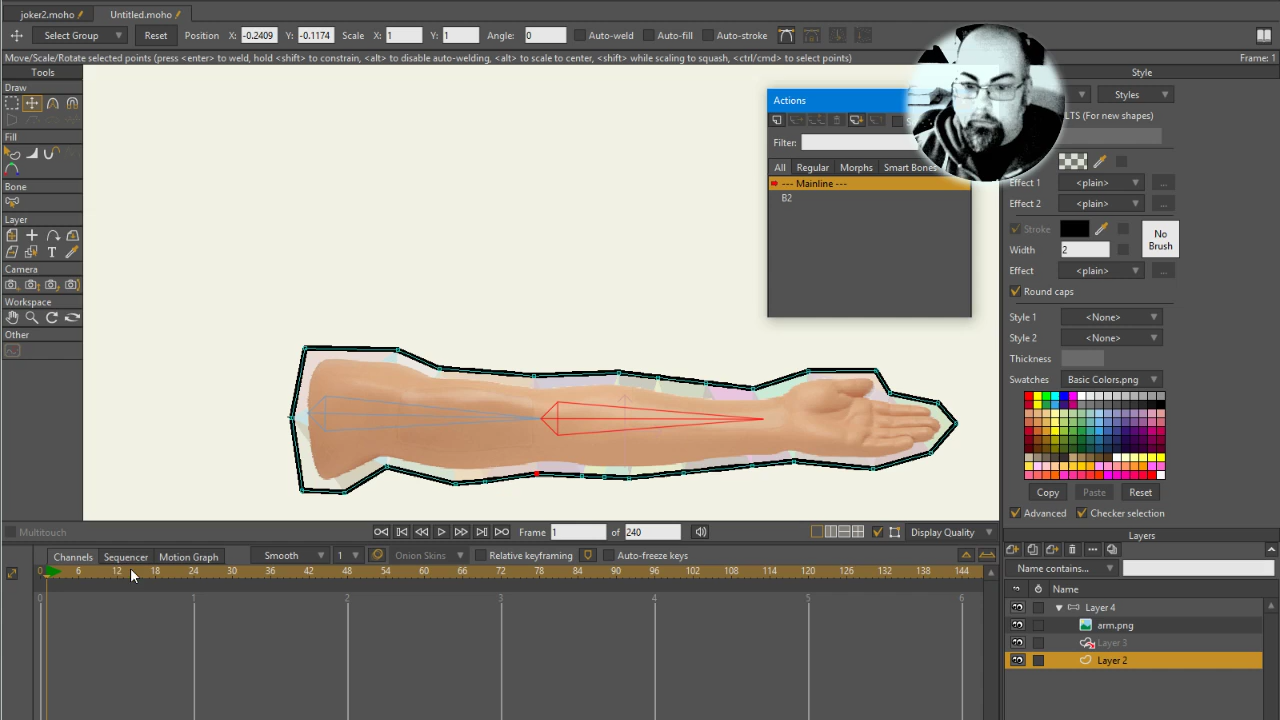 joker2.moho Untitled.moho
Select Group Reset Position X: -0.2409 Y: -0.1174 Scale X: 1 Y: 1 Angle: 0 Auto-weld Auto-fill Auto-stroke
Move/Scale/Rotate selected points (press <enter> to weld, hold <shift> to constrain, <alt> to disable auto-welding, <alt> to scale to center, <shift> while scaling to squash, <ctrl/cmd> to select points) Frame: 1
Tools
Draw
Fill
Bone
Layer
Camera
Workspace
Other
Actions
Filter:
All Regular Morphs Smart Bones
--- Mainline ---
B2
Style
Styles
LTS (For new shapes)
Effect 1 <plain> ...
Effect 2 <plain> ...
Stroke
No Brush
Width 2
Effect <plain> ...
Round caps
Style 1 <None>
Style 2 <None>
Thickness
Swatches Basic Colors.png
Copy Paste Reset
Advanced Checker selection
Multitouch Frame 1 of 240 Display Quality
Channels Sequencer Motion Graph Smooth 1 Onion Skins Relative keyframing Auto-freeze keys
0 6 12 18 24 30 36 42 48 54 60 66 72 78 84 90 96 102 108 114 120 126 132 138 144
0 1 2 3 4 5 6
Layers
Name contains...
Name
Layer 4
arm.png
Layer 3
Layer 2